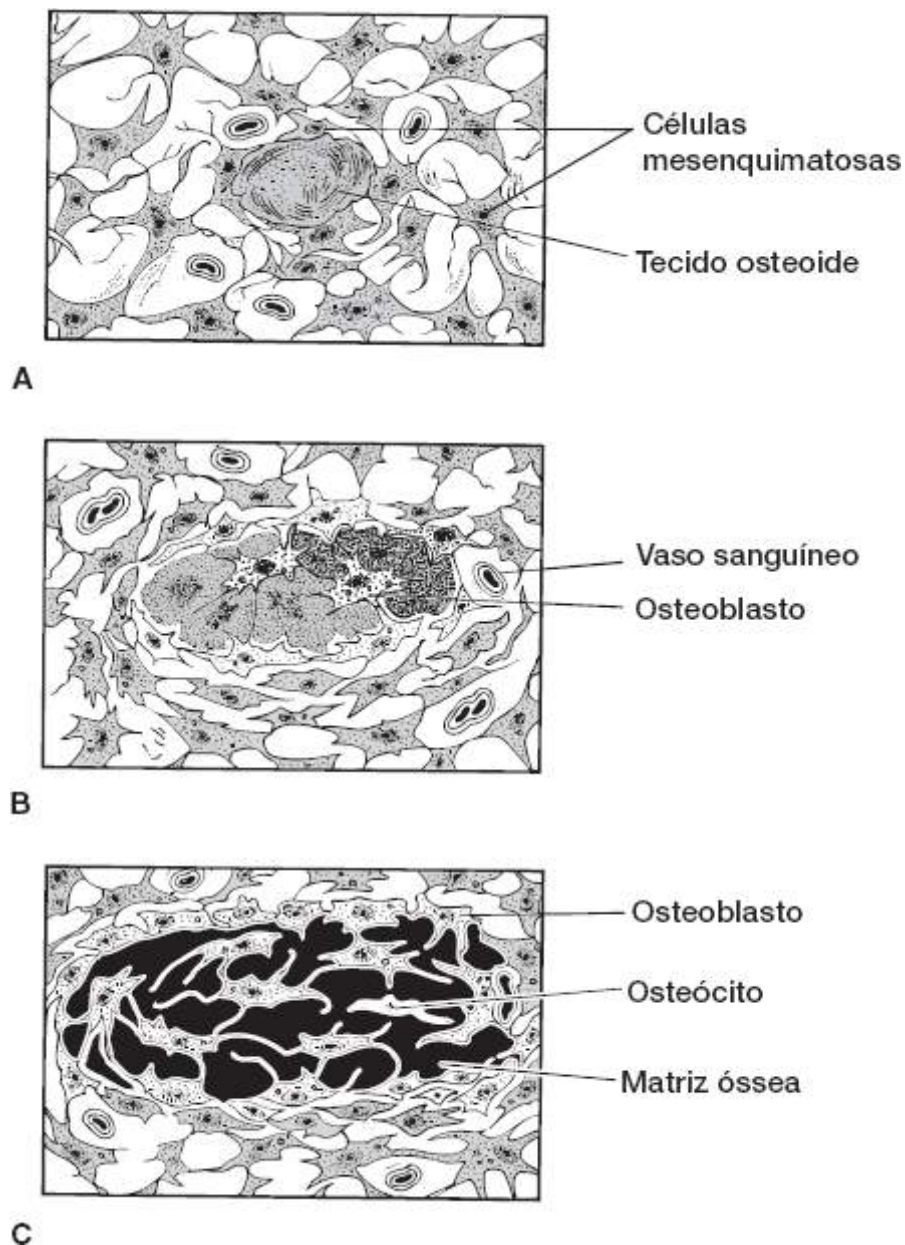 Células
mesenquimatosas
Tecido osteoide
A
Vaso sanguíneo
Osteoblasto
B
Osteoblasto
Osteócito
Matriz óssea
C